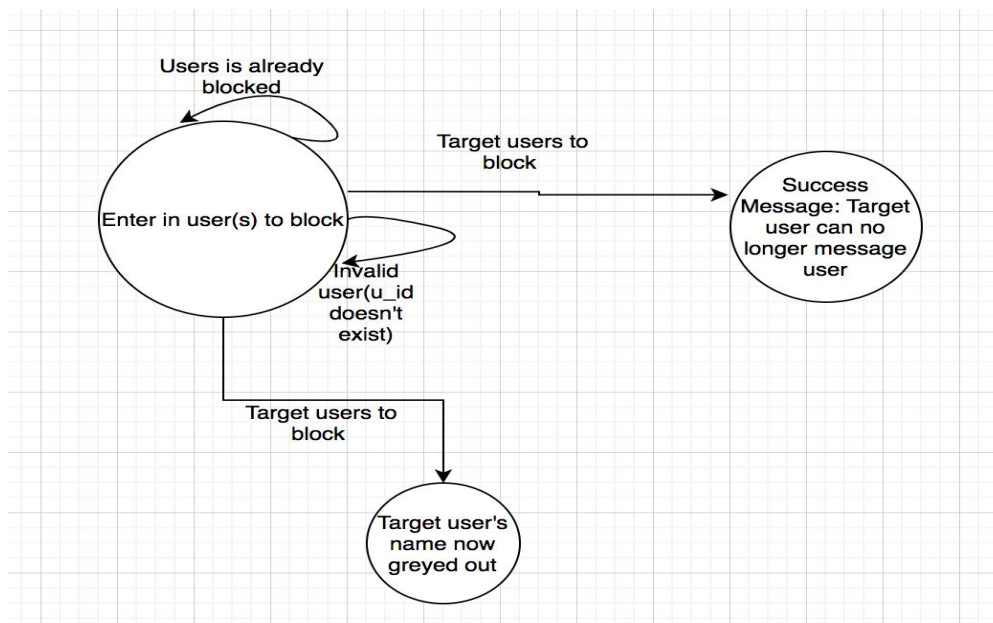 Users is already
blocked
Target users to
block
Enter in user(s) to block
Success
Message: Target
user can no
longer message
user
Invalid
user(u_id
doesn't
exist)
Target users to
block
Target user's
name now
greyed out